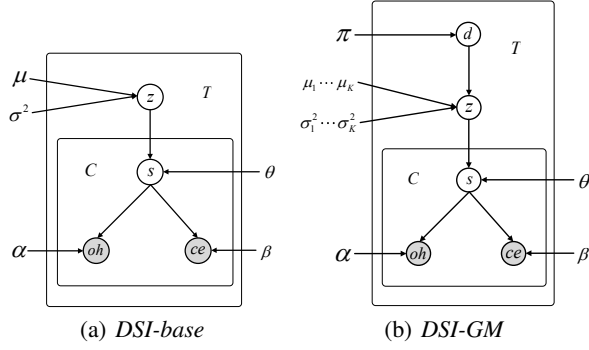 μ
σ²
z
T
C
s
θ
α
oh
ce
β
(a) DSI-base
π
d
T
μ₁ ⋯ μ_K
σ₁² ⋯ σ_K²
z
C
s
θ
α
oh
ce
β
(b) DSI-GM